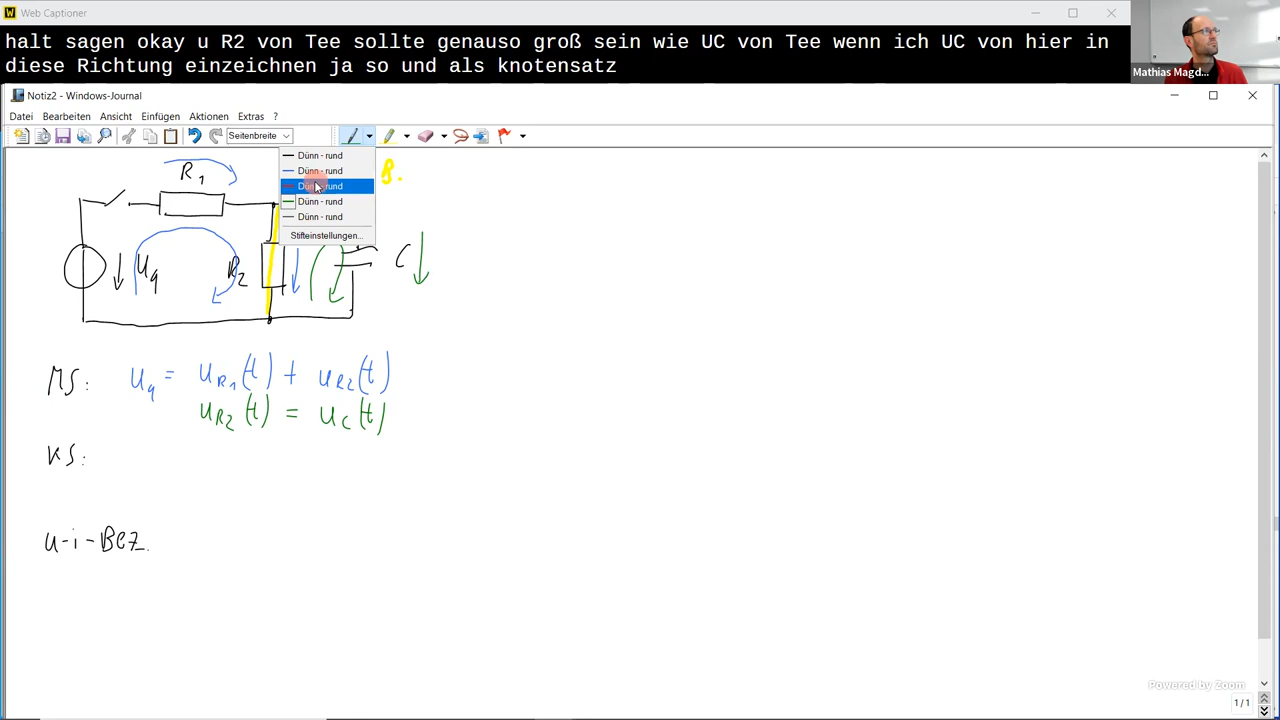 Web Captioner
halt sagen okay u R2 von Tee sollte genauso groß sein wie UC von Tee wenn ich UC von hier in
diese Richtung einzeichnen ja so und als knotensatz
Mathias Magd...
Notiz2 - Windows-Journal
Datei Bearbeiten Ansicht Einfügen Aktionen Extras ?
Seitenbreite
Dünn - rund
Dünn - rund
Dünn - rund
Dünn - rund
Dünn - rund
Stifteinstellungen...
R1
8.
Uq R2 C
MS: Uq = uR1(t) + uR2(t)
uR2(t) = uC(t)
KS:
u-i-Bez.
Powered by Zoom
1 / 1